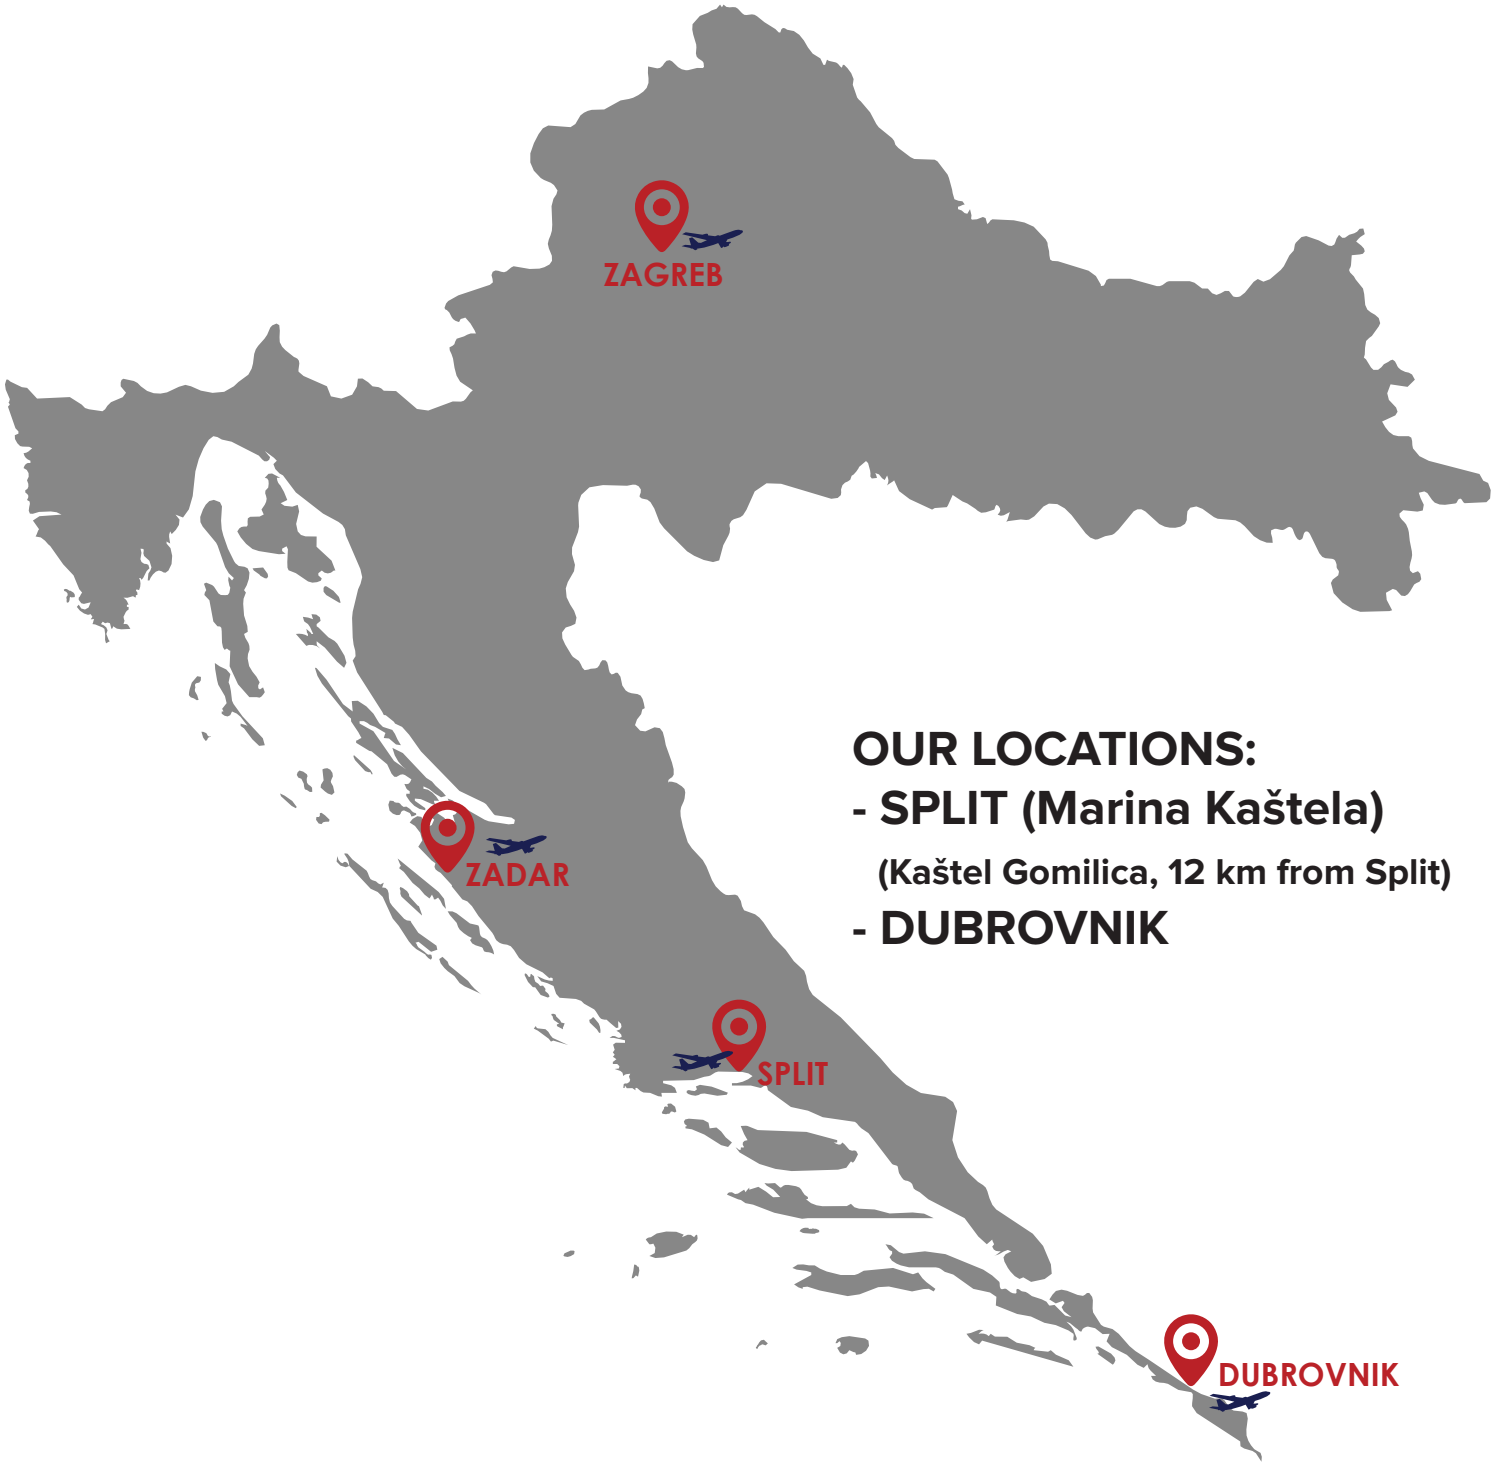 ZAGREB
OUR LOCATIONS:
- SPLIT (Marina Kaštela)
(Kaštel Gomilica, 12 km from Split)
- DUBROVNIK
ZADAR
SPLIT
DUBROVNIK